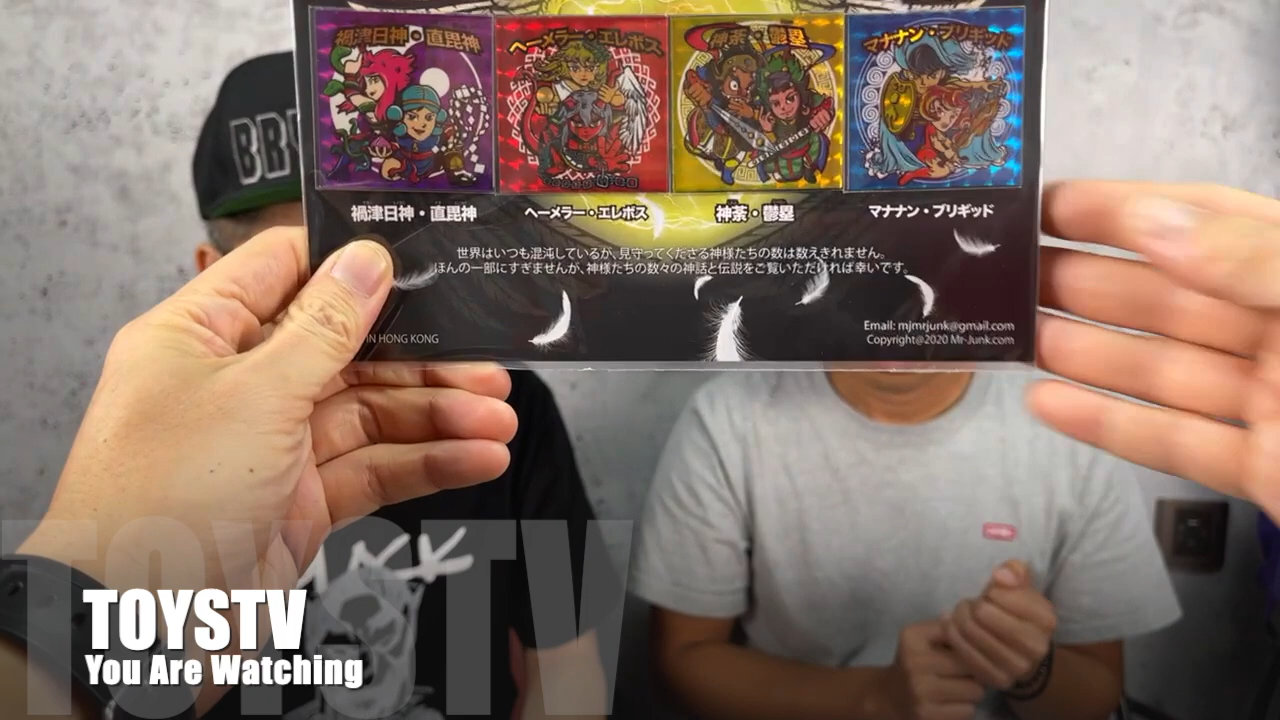 禍津日神・直毘神
ヘーメラー・エレボス
神荼・鬱壘
マナナン・ブリギッド
禍津日神・直毘神
ヘーメラー・エレボス
神荼・鬱壘
マナナン・ブリギッド
世界はいつも混沌しているが、見守ってくださる神様たちの数は数えきれません。
ほんの一部にすぎませんが、神様たちの数々の神話と伝説をご覧いただければ幸いです。
IN HONG KONG
Email: mjmrjunk@gmail.com
Copyright@2020 Mr-Junk.com
TOYSTV
TOYSTV
You Are Watching